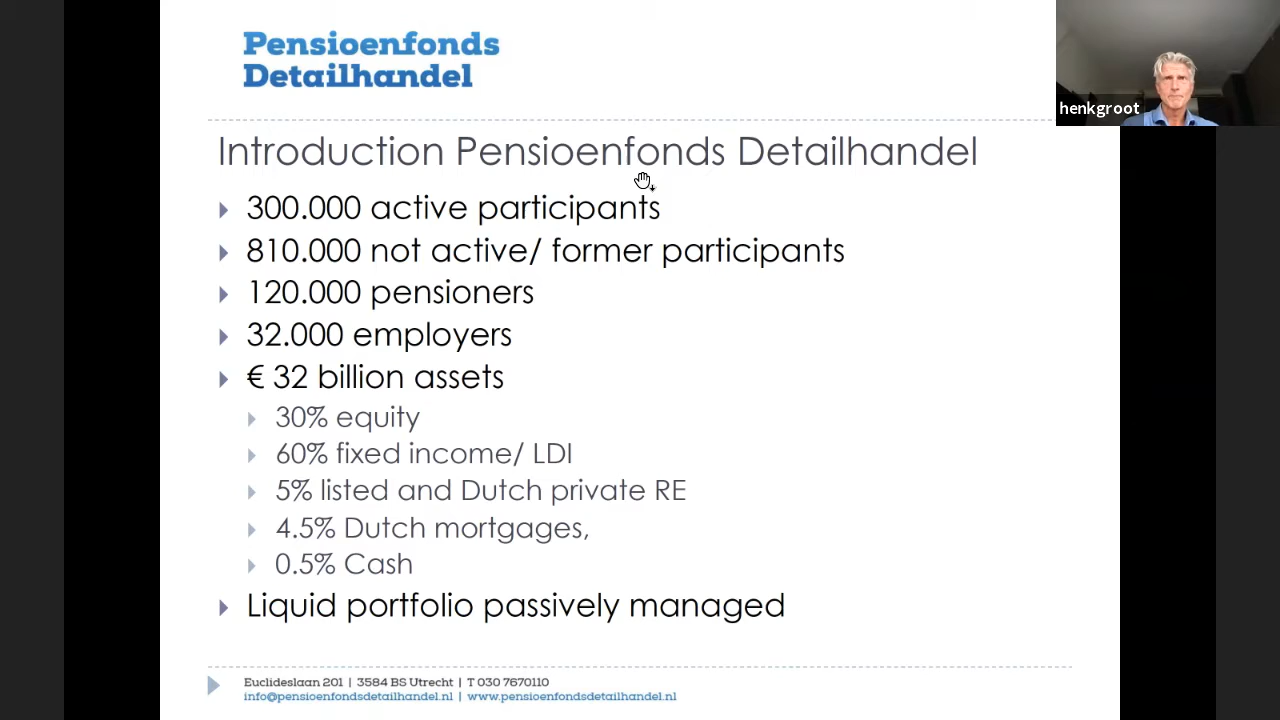 Pensioenfonds
Detailhandel
henkgroot
Introduction Pensioenfonds Detailhandel
300.000 active participants
810.000 not active/ former participants
120.000 pensioners
32.000 employers
€ 32 billion assets
30% equity
60% fixed income/ LDI
5% listed and Dutch private RE
4.5% Dutch mortgages,
0.5% Cash
Liquid portfolio passively managed
Euclideslaan 201 | 3584 BS Utrecht | T 030 7670110
info@pensioenfondsdetailhandel.nl | www.pensioenfondsdetailhandel.nl